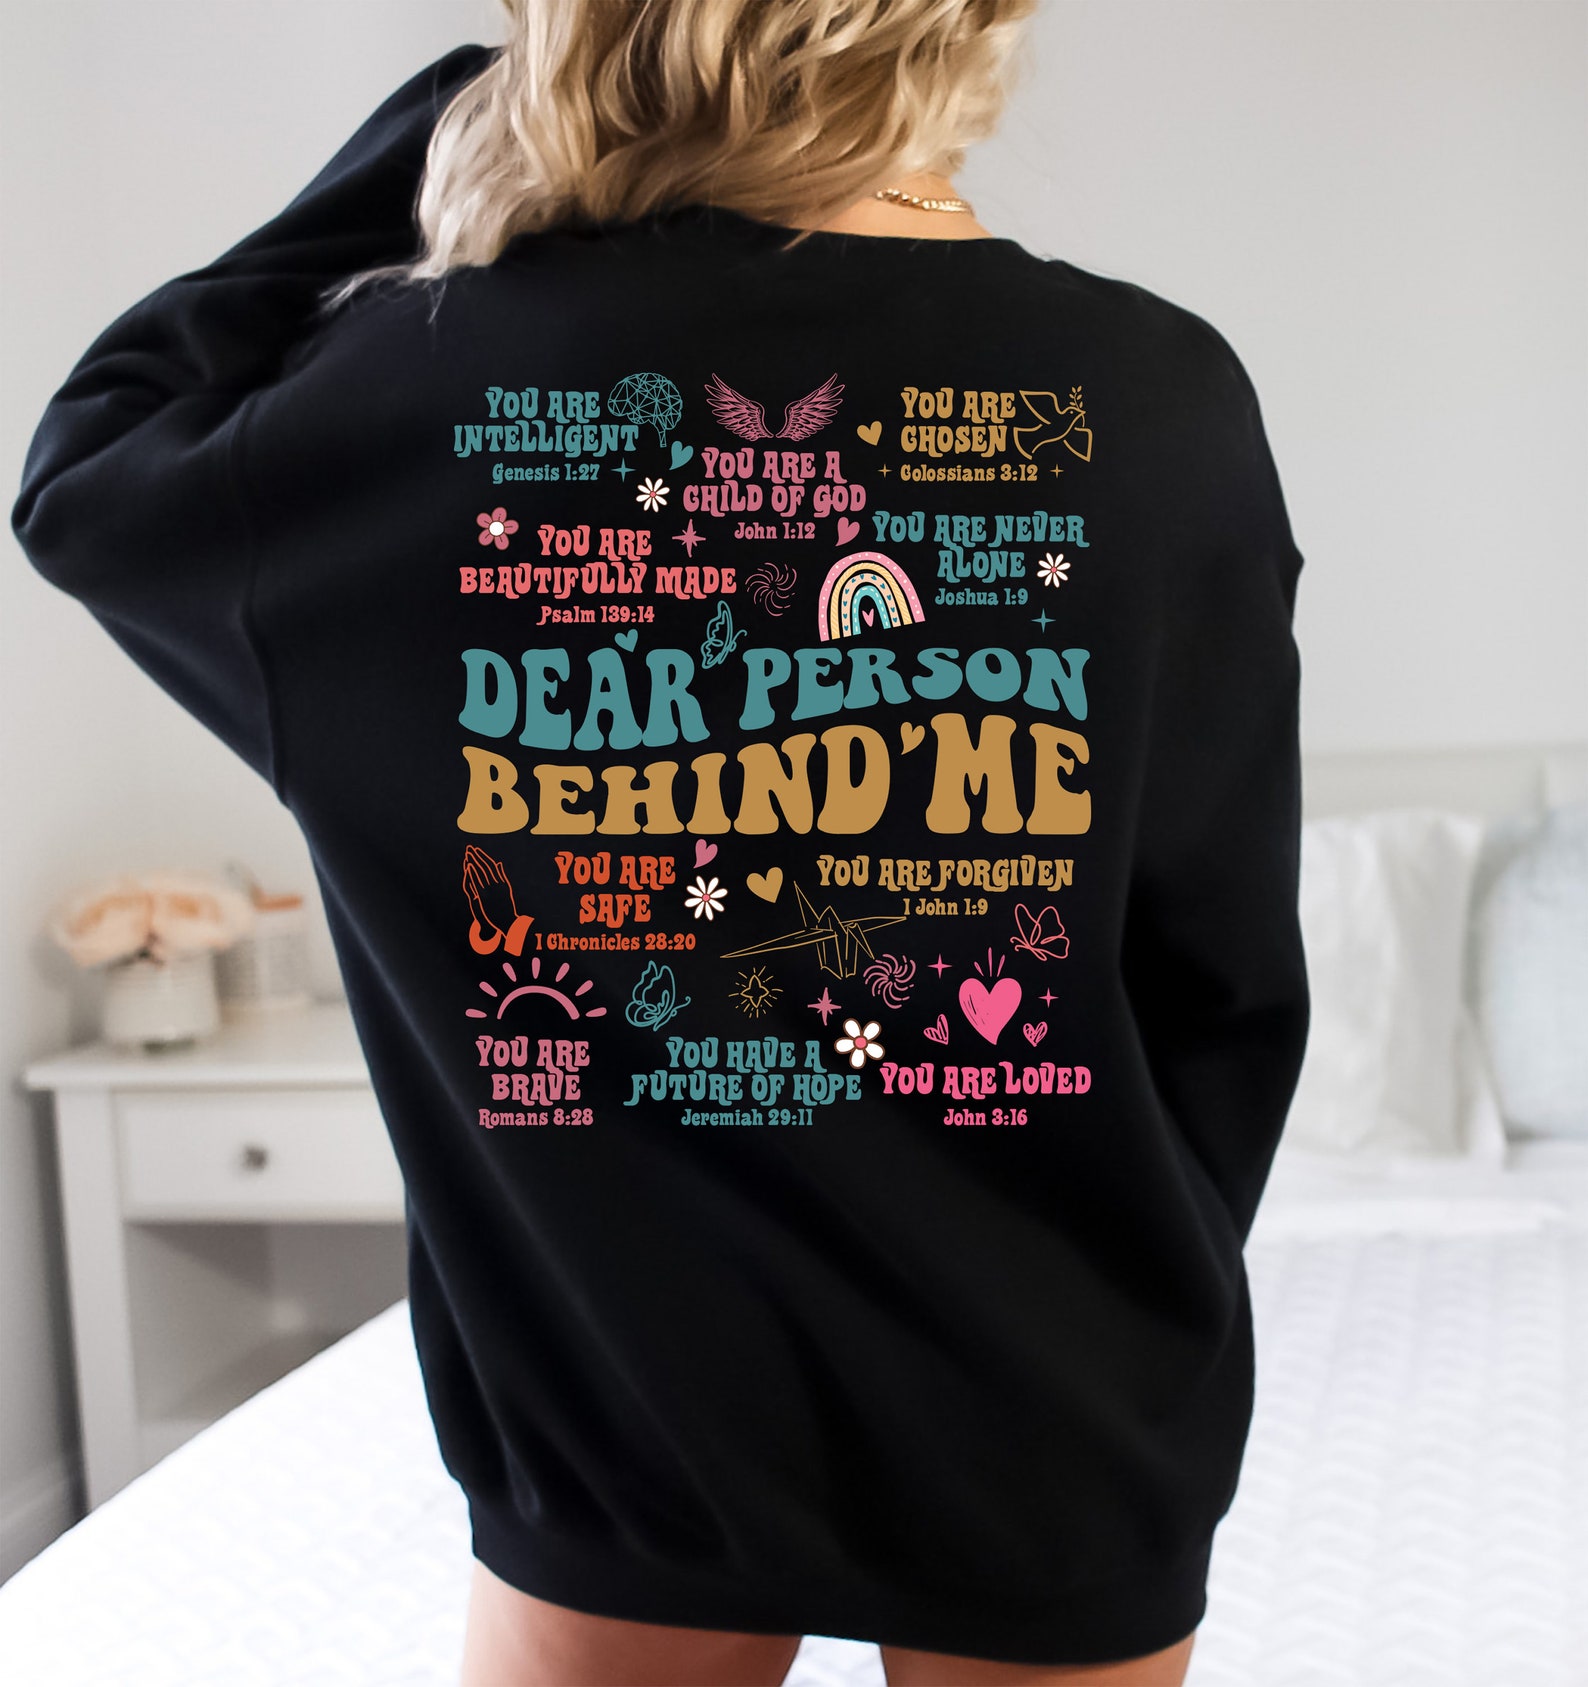 YOU ARE
INTELLIGENT
Genesis 1:27
YOU ARE A
CHILD OF GOD
John 1:12
YOU ARE
CHOSEN
Colossians 3:12
YOU ARE
BEAUTIFULLY MADE
Psalm 139:14
YOU ARE NEVER
ALONE
Joshua 1:9
DEAR PERSON
BEHIND ME
YOU ARE
SAFE
1 Chronicles 28:20
YOU ARE FORGIVEN
1 John 1:9
YOU ARE
BRAVE
Romans 8:28
YOU HAVE A
FUTURE OF HOPE
Jeremiah 29:11
YOU ARE LOVED
John 3:16